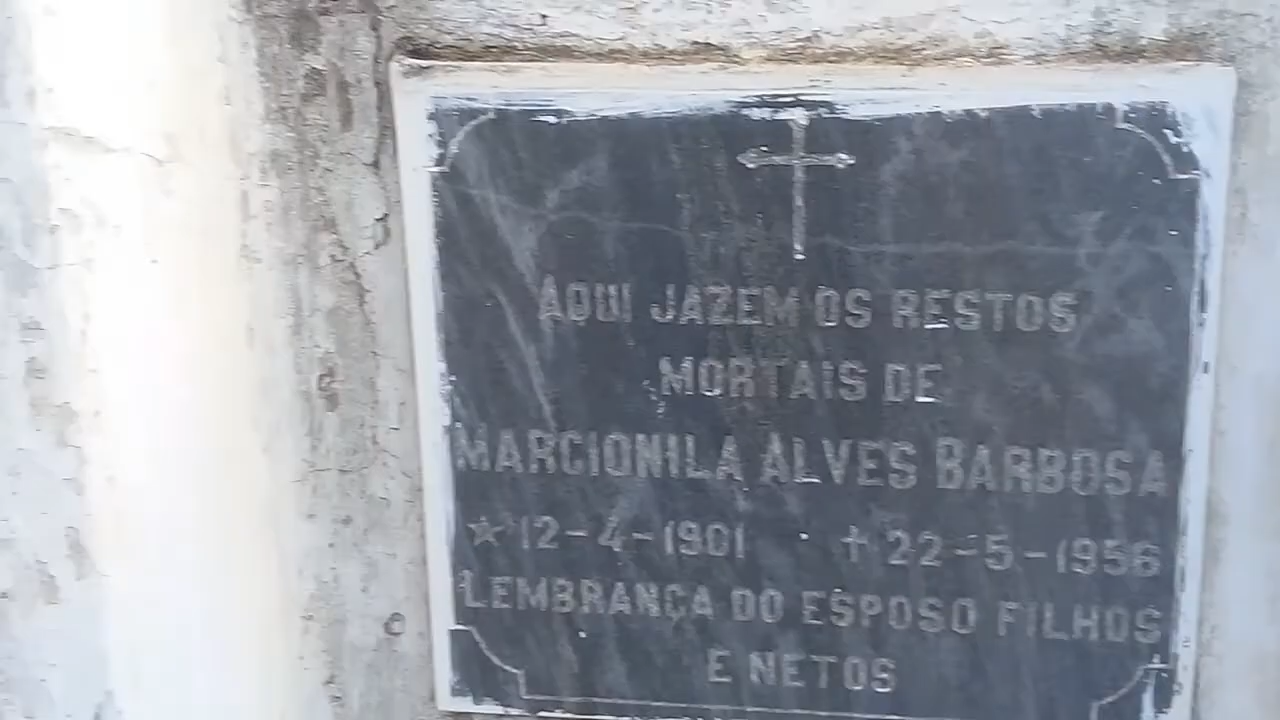 AQUI JAZEM OS RESTOS
MORTAIS DE
MARCIONILA ALVES BARBOSA
☆ 12-4-1901 † 22-5-1956
LEMBRANÇA DO ESPOSO FILHOS
E NETOS